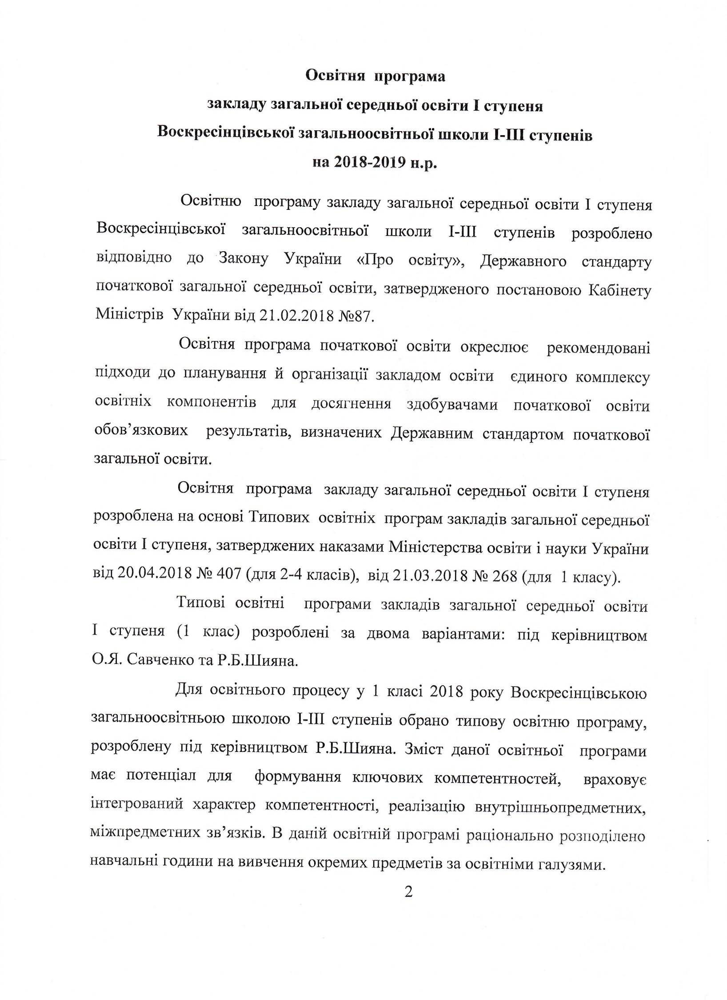 Освітня програма
закладу загальної середньої освіти І ступеня
Воскресінцівської загальноосвітньої школи І-ІІІ ступенів
на 2018-2019 н.р.
Освітню програму закладу загальної середньої освіти І ступеня
Воскресінцівської загальноосвітньої школи І-ІІІ ступенів розроблено
відповідно до Закону України «Про освіту», Державного стандарту
початкової загальної середньої освіти, затвердженого постановою Кабінету
Міністрів України від 21.02.2018 №87.
Освітня програма початкової освіти окреслює рекомендовані
підходи до планування й організації закладом освіти єдиного комплексу
освітніх компонентів для досягнення здобувачами початкової освіти
обов’язкових результатів, визначених Державним стандартом початкової
загальної освіти.
Освітня програма закладу загальної середньої освіти І ступеня
розроблена на основі Типових освітніх програм закладів загальної середньої
освіти І ступеня, затверджених наказами Міністерства освіти і науки України
від 20.04.2018 № 407 (для 2-4 класів), від 21.03.2018 № 268 (для 1 класу).
Типові освітні програми закладів загальної середньої освіти
І ступеня (1 клас) розроблені за двома варіантами: під керівництвом
О.Я. Савченко та Р.Б.Шияна.
Для освітнього процесу у 1 класі 2018 року Воскресінцівською
загальноосвітньою школою І-ІІІ ступенів обрано типову освітню програму,
розроблену під керівництвом Р.Б.Шияна. Зміст даної освітньої програми
має потенціал для формування ключових компетентностей, враховує
інтегрований характер компетентності, реалізацію внутрішньопредметних,
міжпредметних зв’язків. В даній освітній програмі раціонально розподілено
навчальні години на вивчення окремих предметів за освітніми галузями.
2